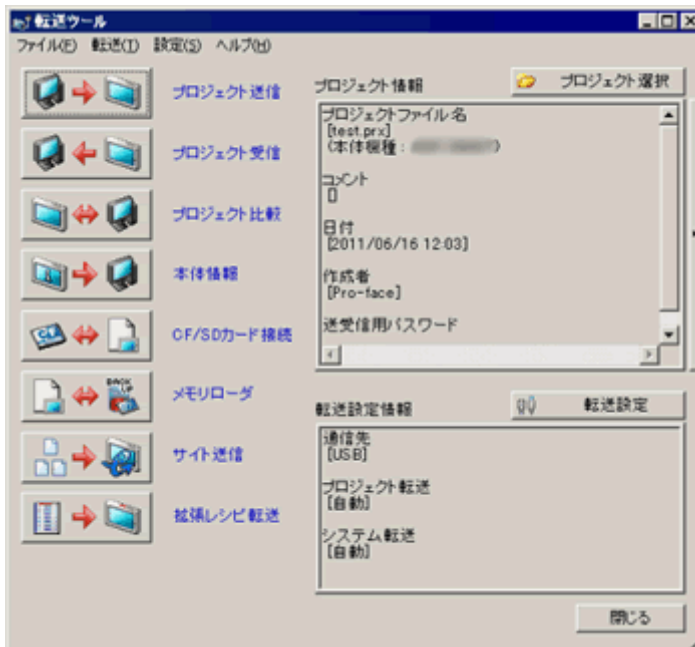 転送ツール
ファイル(F) 転送(T) 設定(S) ヘルプ(H)
プロジェクト送信
プロジェクト受信
プロジェクト比較
本体情報
CF/SDカード接続
メモリローダ
BACK UP
サイト送信
拡張レシピ転送
プロジェクト情報
プロジェクト選択
プロジェクトファイル名
[test.prx]
(本体機種: )
コメント
[]
日付
[2011/06/16 12:03]
作成者
[Pro-face]
送受信用パスワード
転送設定情報
転送設定
通信先
[USB]
プロジェクト転送
[自動]
システム転送
[自動]
閉じる